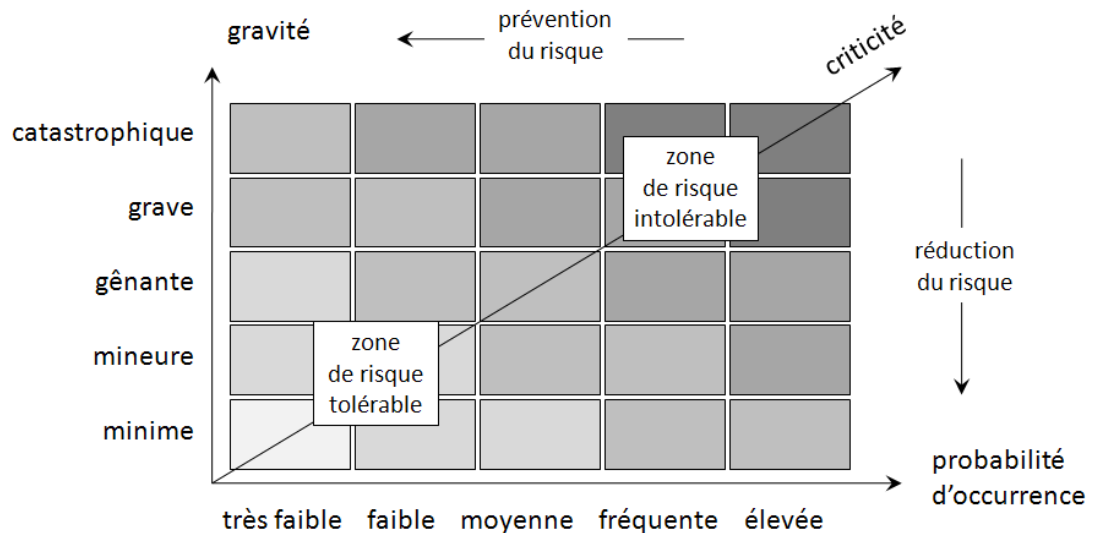 gravité
prévention
du risque
criticité
catastrophique
grave
gênante
mineure
minime
zone
de risque
intolérable
zone
de risque
tolérable
réduction
du risque
probabilité
d'occurrence
très faible
faible
moyenne
fréquente
élevée